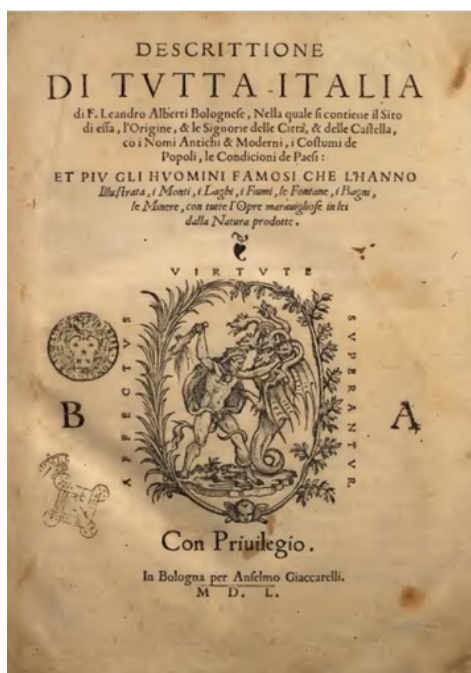 DESCRITTIONE
DI TVTTA ITALIA
di F. Leandro Alberti Bolognese, Nella quale si contiene il Sito
di essa, l'Origine, & le Signorie delle Città, & delle Castella,
co i Nomi Antichi & Moderni, i Costumi de
Popoli, le Condicioni de Paesi:
ET PIV GLI HVOMINI FAMOSI CHE L'HANNO
Illustrata, i Monti, i Laghi, i Fiumi, le Fontane, i Bagni,
le Minere, con tutte l'Opre marauigliose in lei
dalla Natura prodotte.
VIRTVTE
AFFECTVS
SVPERANTVR.
B A
Con Priuilegio.
In Bologna per Anselmo Giaccarelli.
M D. L.